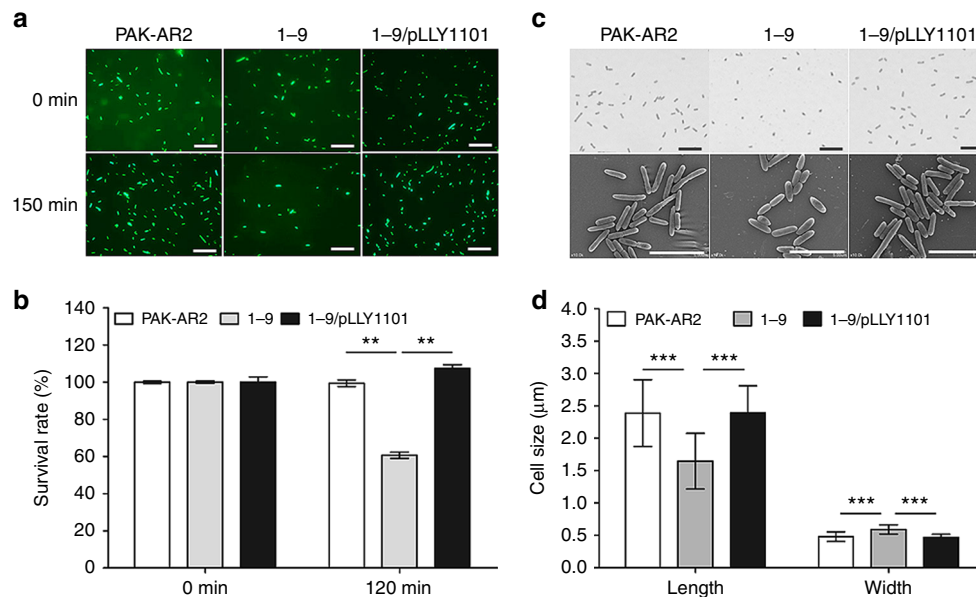 a
PAK-AR2 1–9 1–9/pLLY1101
0 min
150 min
b
140
120
100
80
60
40
20
0
Survival rate (%)
PAK-AR2 1–9 1–9/pLLY1101
** **
0 min 120 min
c
PAK-AR2 1–9 1–9/pLLY1101
d
4.0
3.5
3.0
2.5
2.0
1.5
1.0
0.5
0.0
Cell size (μm)
PAK-AR2 1–9 1–9/pLLY1101
*** ***
*** ***
Length Width